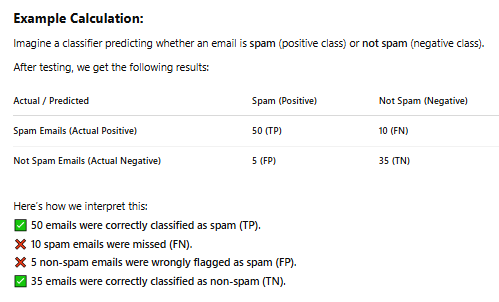 Example Calculation:
Imagine a classifier predicting whether an email is spam (positive class) or not spam (negative class).
After testing, we get the following results:
Actual / Predicted Spam (Positive) Not Spam (Negative)
Spam Emails (Actual Positive) 50 (TP) 10 (FN)
Not Spam Emails (Actual Negative) 5 (FP) 35 (TN)
Here's how we interpret this:
✅ 50 emails were correctly classified as spam (TP).
❌ 10 spam emails were missed (FN).
❌ 5 non-spam emails were wrongly flagged as spam (FP).
✅ 35 emails were correctly classified as non-spam (TN).